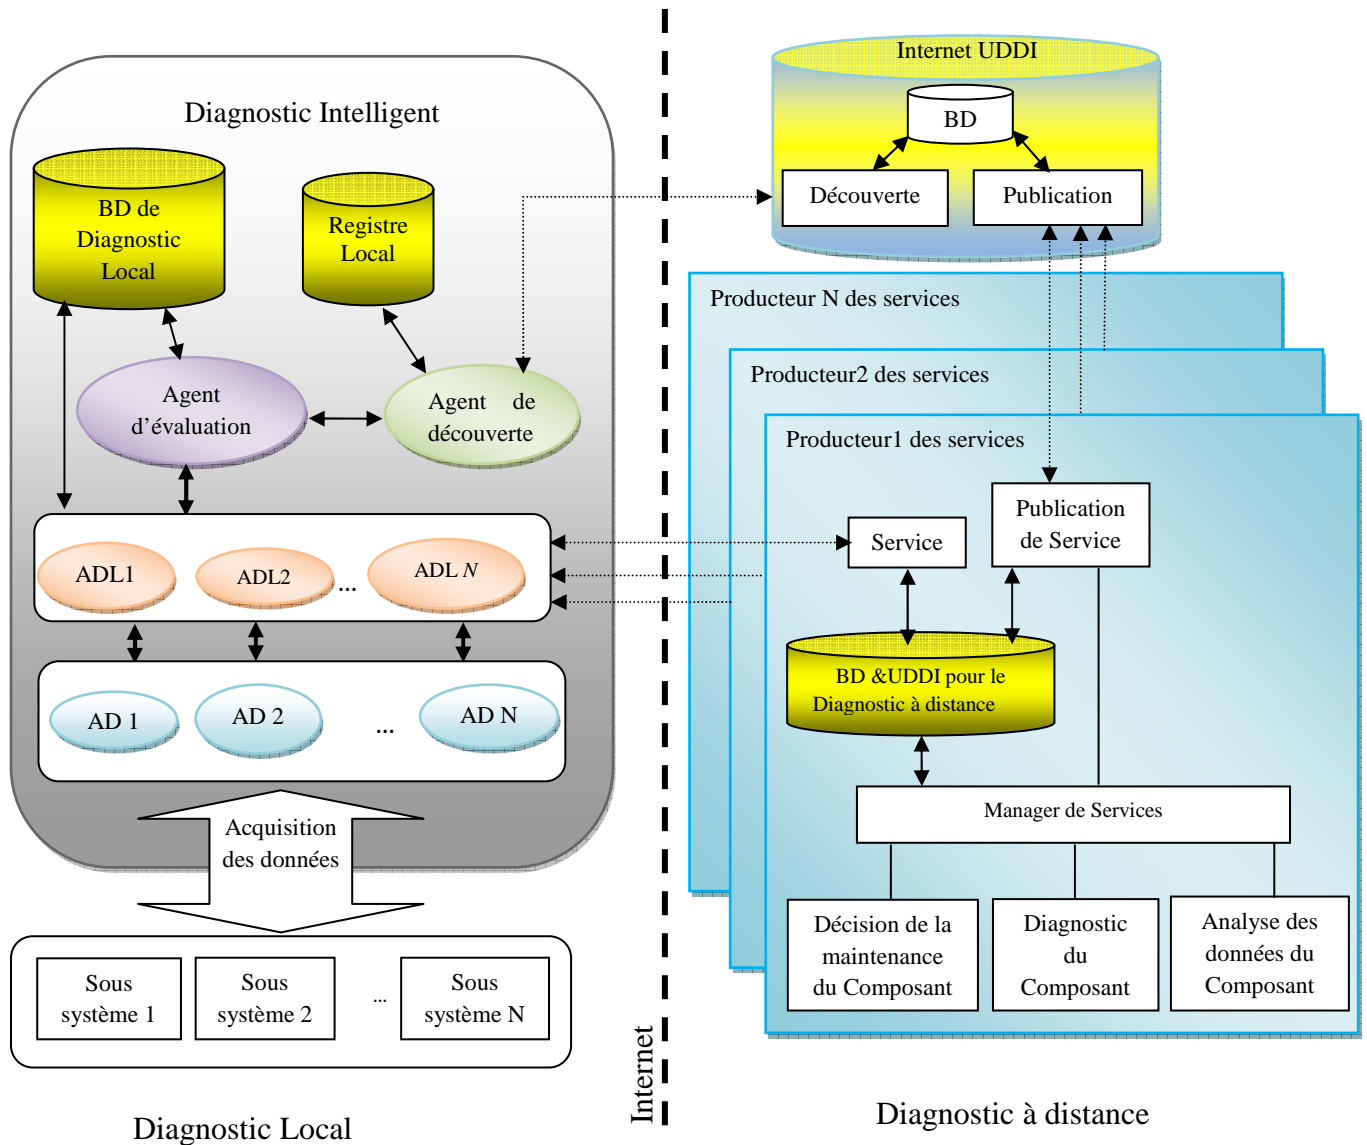 Diagnostic Intelligent
BD de
Diagnostic
Local
Registre
Local
Agent
d'évaluation
Agent de
découverte
ADL1
ADL2
...
ADL N
AD 1
AD 2
...
AD N
Acquisition
des données
Sous
système 1
Sous
système 2
...
Sous
système N
Diagnostic Local
Internet
Internet UDDI
BD
Découverte
Publication
Producteur N des services
Producteur2 des services
Producteur1 des services
Service
Publication
de Service
BD &UDDI pour le
Diagnostic à distance
Manager de Services
Décision de la
maintenance
du Composant
Diagnostic
du
Composant
Analyse des
données du
Composant
Diagnostic à distance